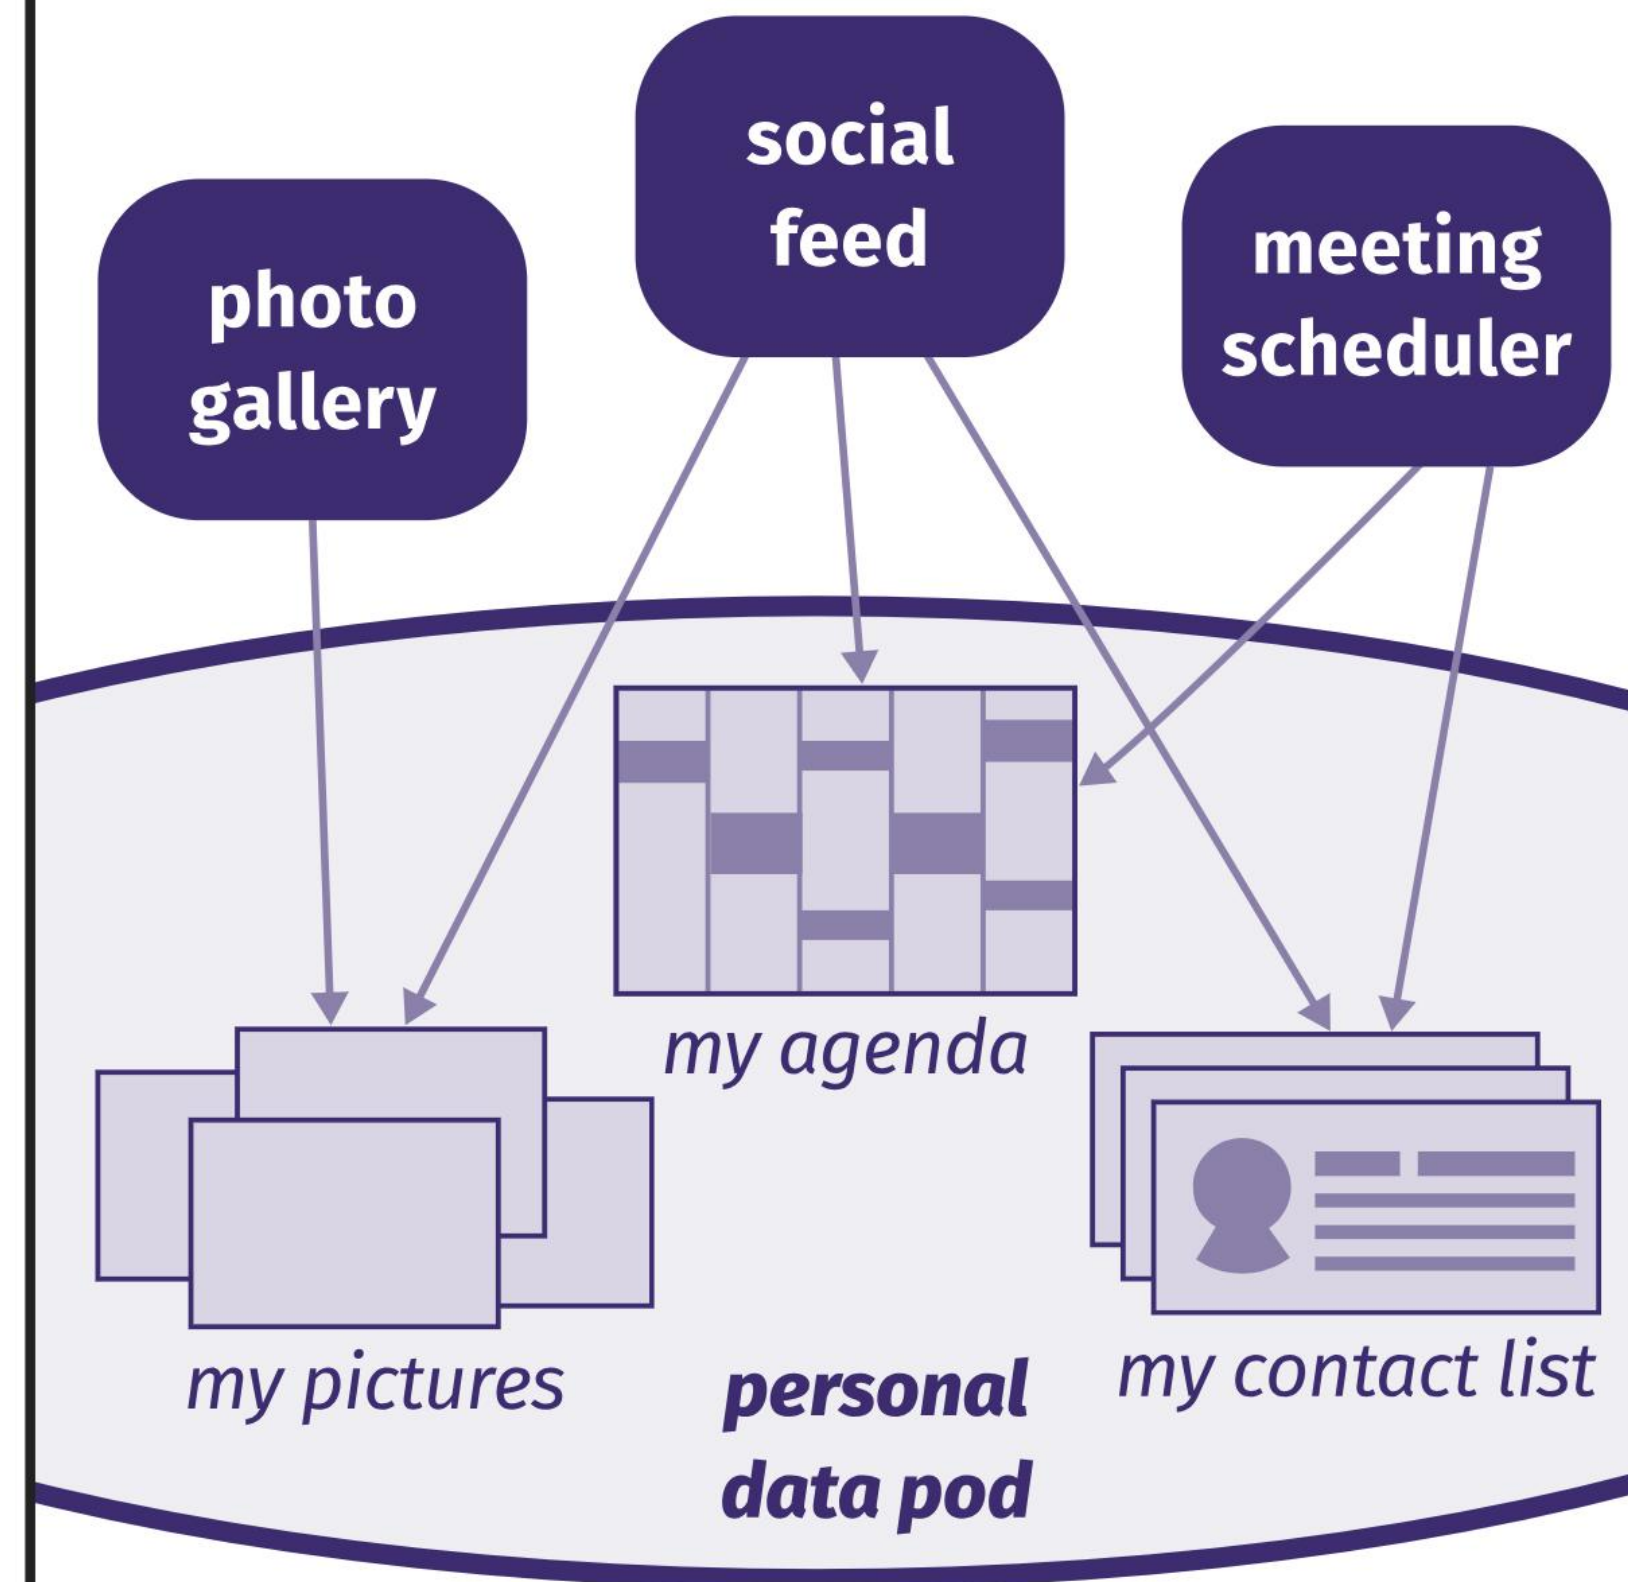 social
feed
meeting
scheduler
photo
gallery
my agenda
my pictures
my contact list
personal
data pod